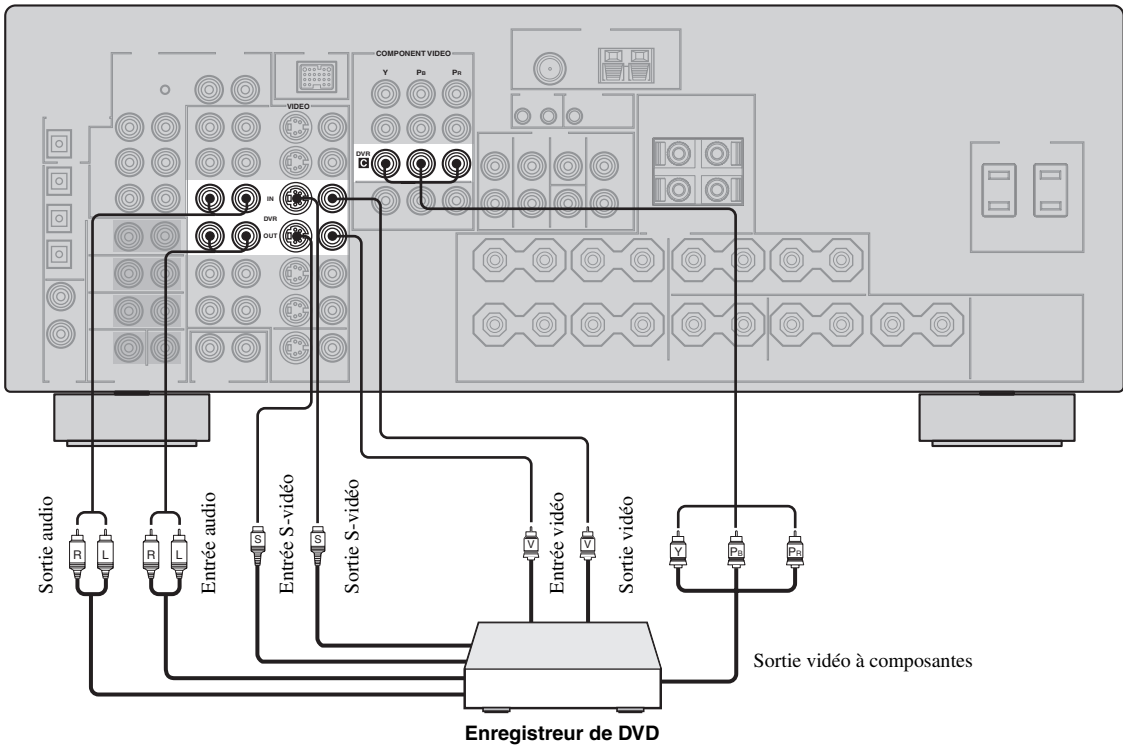 COMPONENT VIDEO
Y PB PR
VIDEO
DVR
C
IN
DVR
OUT
Sortie audio
R L
R L
Entrée audio
S
Entrée S-vidéo
S
Sortie S-vidéo
V
Entrée vidéo
V
Sortie vidéo
Y PB PR
Sortie vidéo à composantes
Enregistreur de DVD